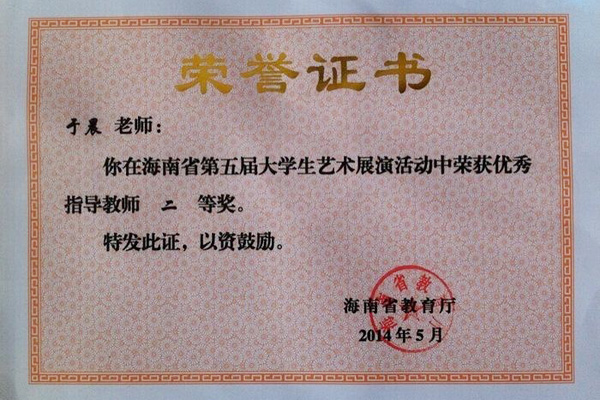 荣誉证书
于晨 老师：
你在海南省第五届大学生艺术展演活动中荣获优秀
指导教师 二 等奖。
特发此证，以资鼓励。
海南省教育厅
2014年5月